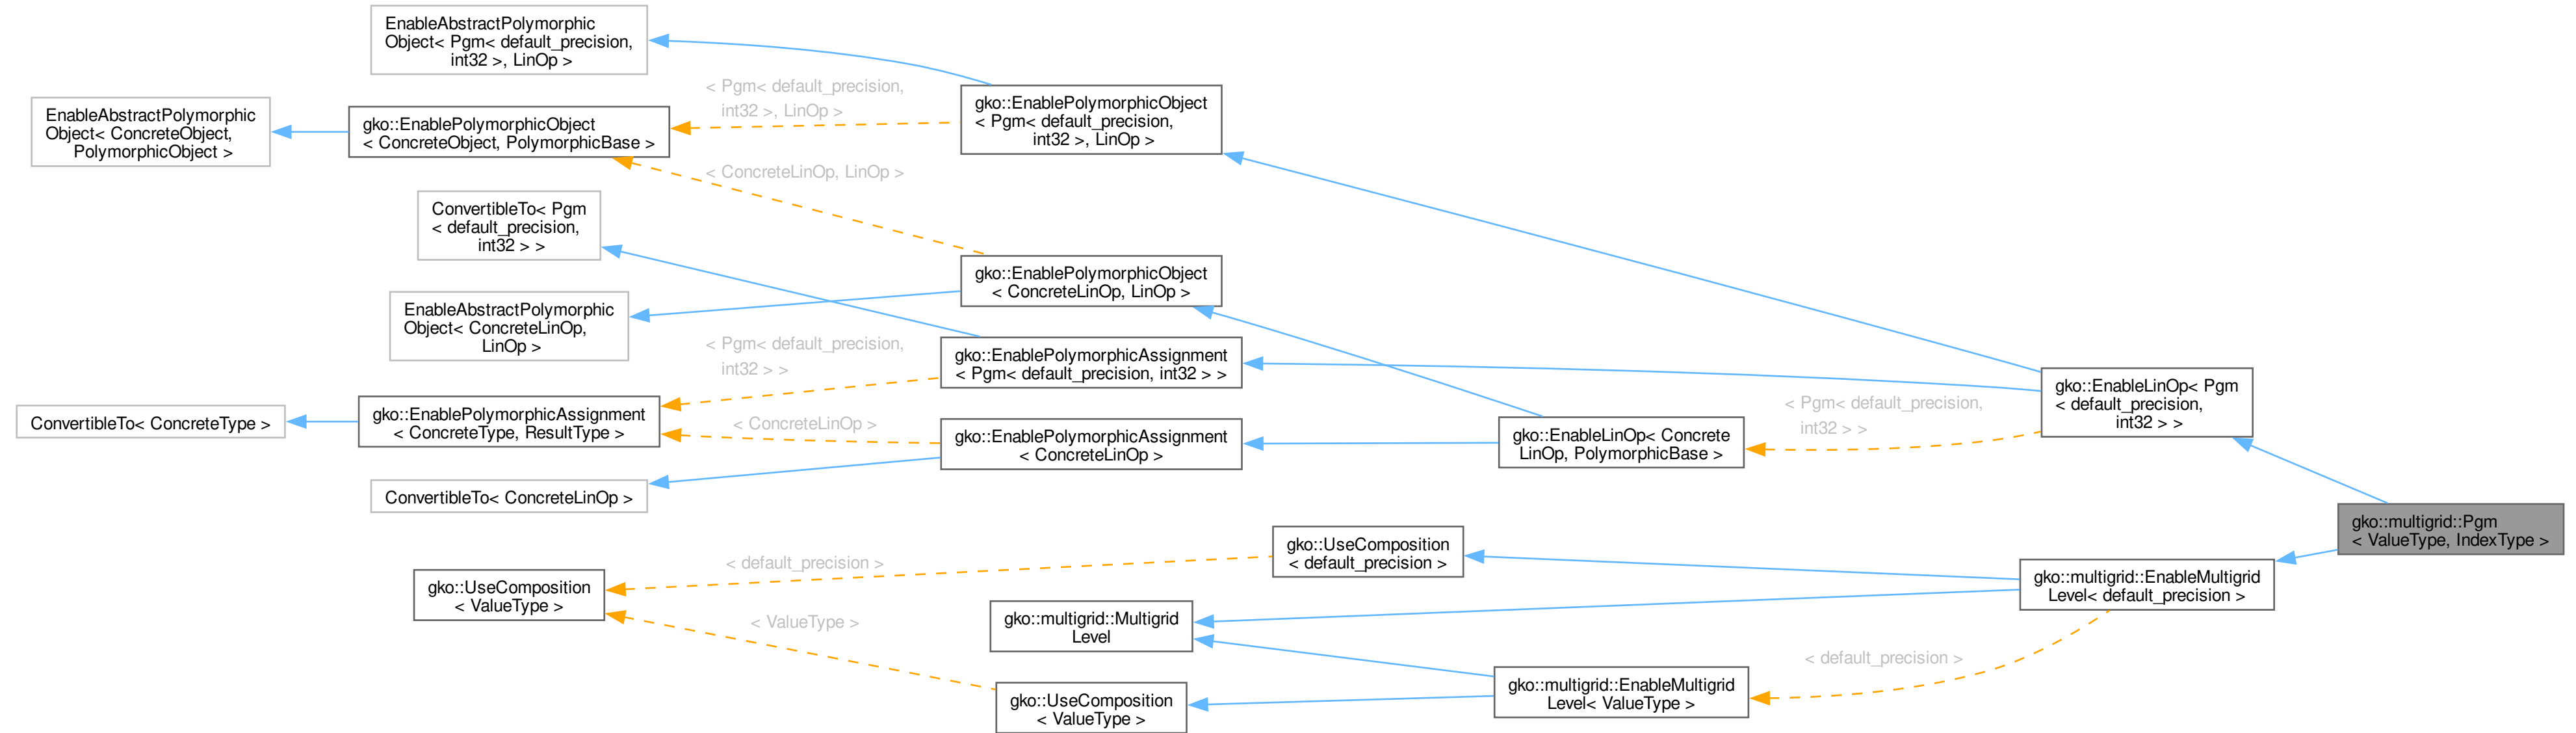 EnableAbstractPolymorphic
Object< Pgm< default_precision,
int32 >, LinOp >
EnableAbstractPolymorphic
Object< ConcreteObject,
PolymorphicObject >
gko::EnablePolymorphicObject
< ConcreteObject, PolymorphicBase >
< Pgm< default_precision,
int32 >, LinOp >
gko::EnablePolymorphicObject
< Pgm< default_precision,
int32 >, LinOp >
< ConcreteLinOp, LinOp >
ConvertibleTo< Pgm
< default_precision,
int32 > >
gko::EnablePolymorphicObject
< ConcreteLinOp, LinOp >
EnableAbstractPolymorphic
Object< ConcreteLinOp,
LinOp >
< Pgm< default_precision,
int32 > >
gko::EnablePolymorphicAssignment
< Pgm< default_precision, int32 > >
gko::EnableLinOp< Pgm
< default_precision,
int32 > >
ConvertibleTo< ConcreteType >
gko::EnablePolymorphicAssignment
< ConcreteType, ResultType >
< ConcreteLinOp >
gko::EnablePolymorphicAssignment
< ConcreteLinOp >
gko::EnableLinOp< Concrete
LinOp, PolymorphicBase >
< Pgm< default_precision,
int32 > >
ConvertibleTo< ConcreteLinOp >
gko::multigrid::Pgm
< ValueType, IndexType >
gko::UseComposition
< default_precision >
< default_precision >
gko::UseComposition
< ValueType >
gko::multigrid::EnableMultigrid
Level< default_precision >
< ValueType >
gko::multigrid::Multigrid
Level
< default_precision >
gko::UseComposition
< ValueType >
gko::multigrid::EnableMultigrid
Level< ValueType >